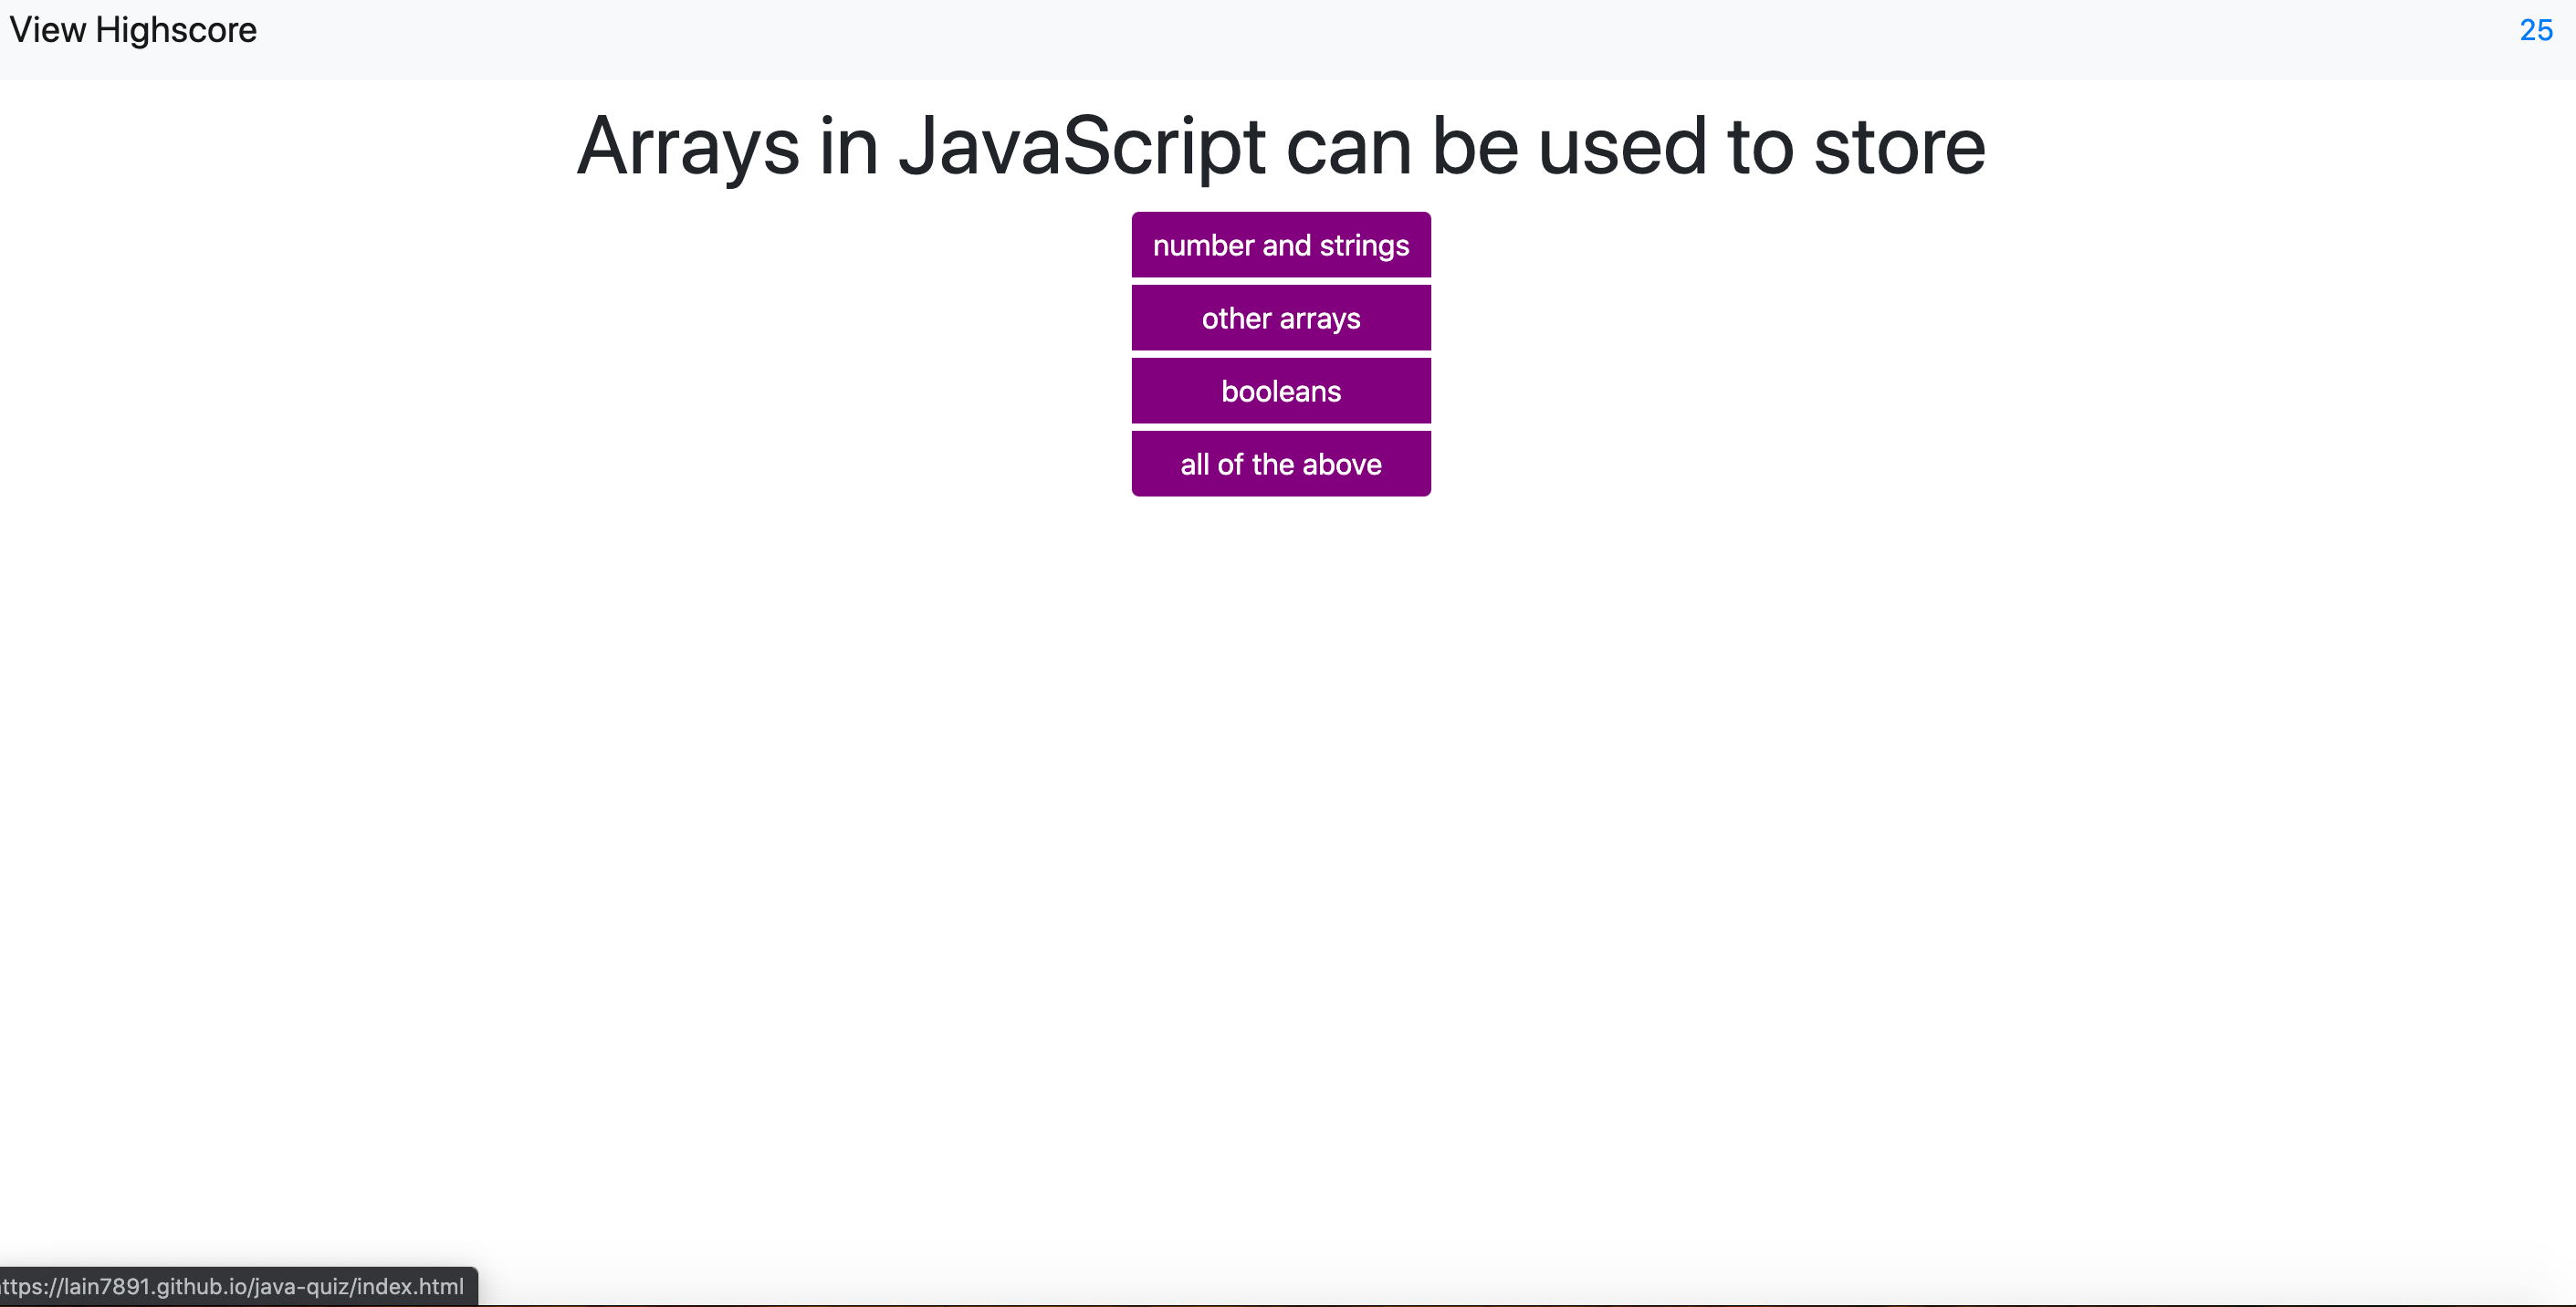 View Highscore
25
Arrays in JavaScript can be used to store
number and strings
other arrays
booleans
all of the above
ttps://lain7891.github.io/java-quiz/index.html